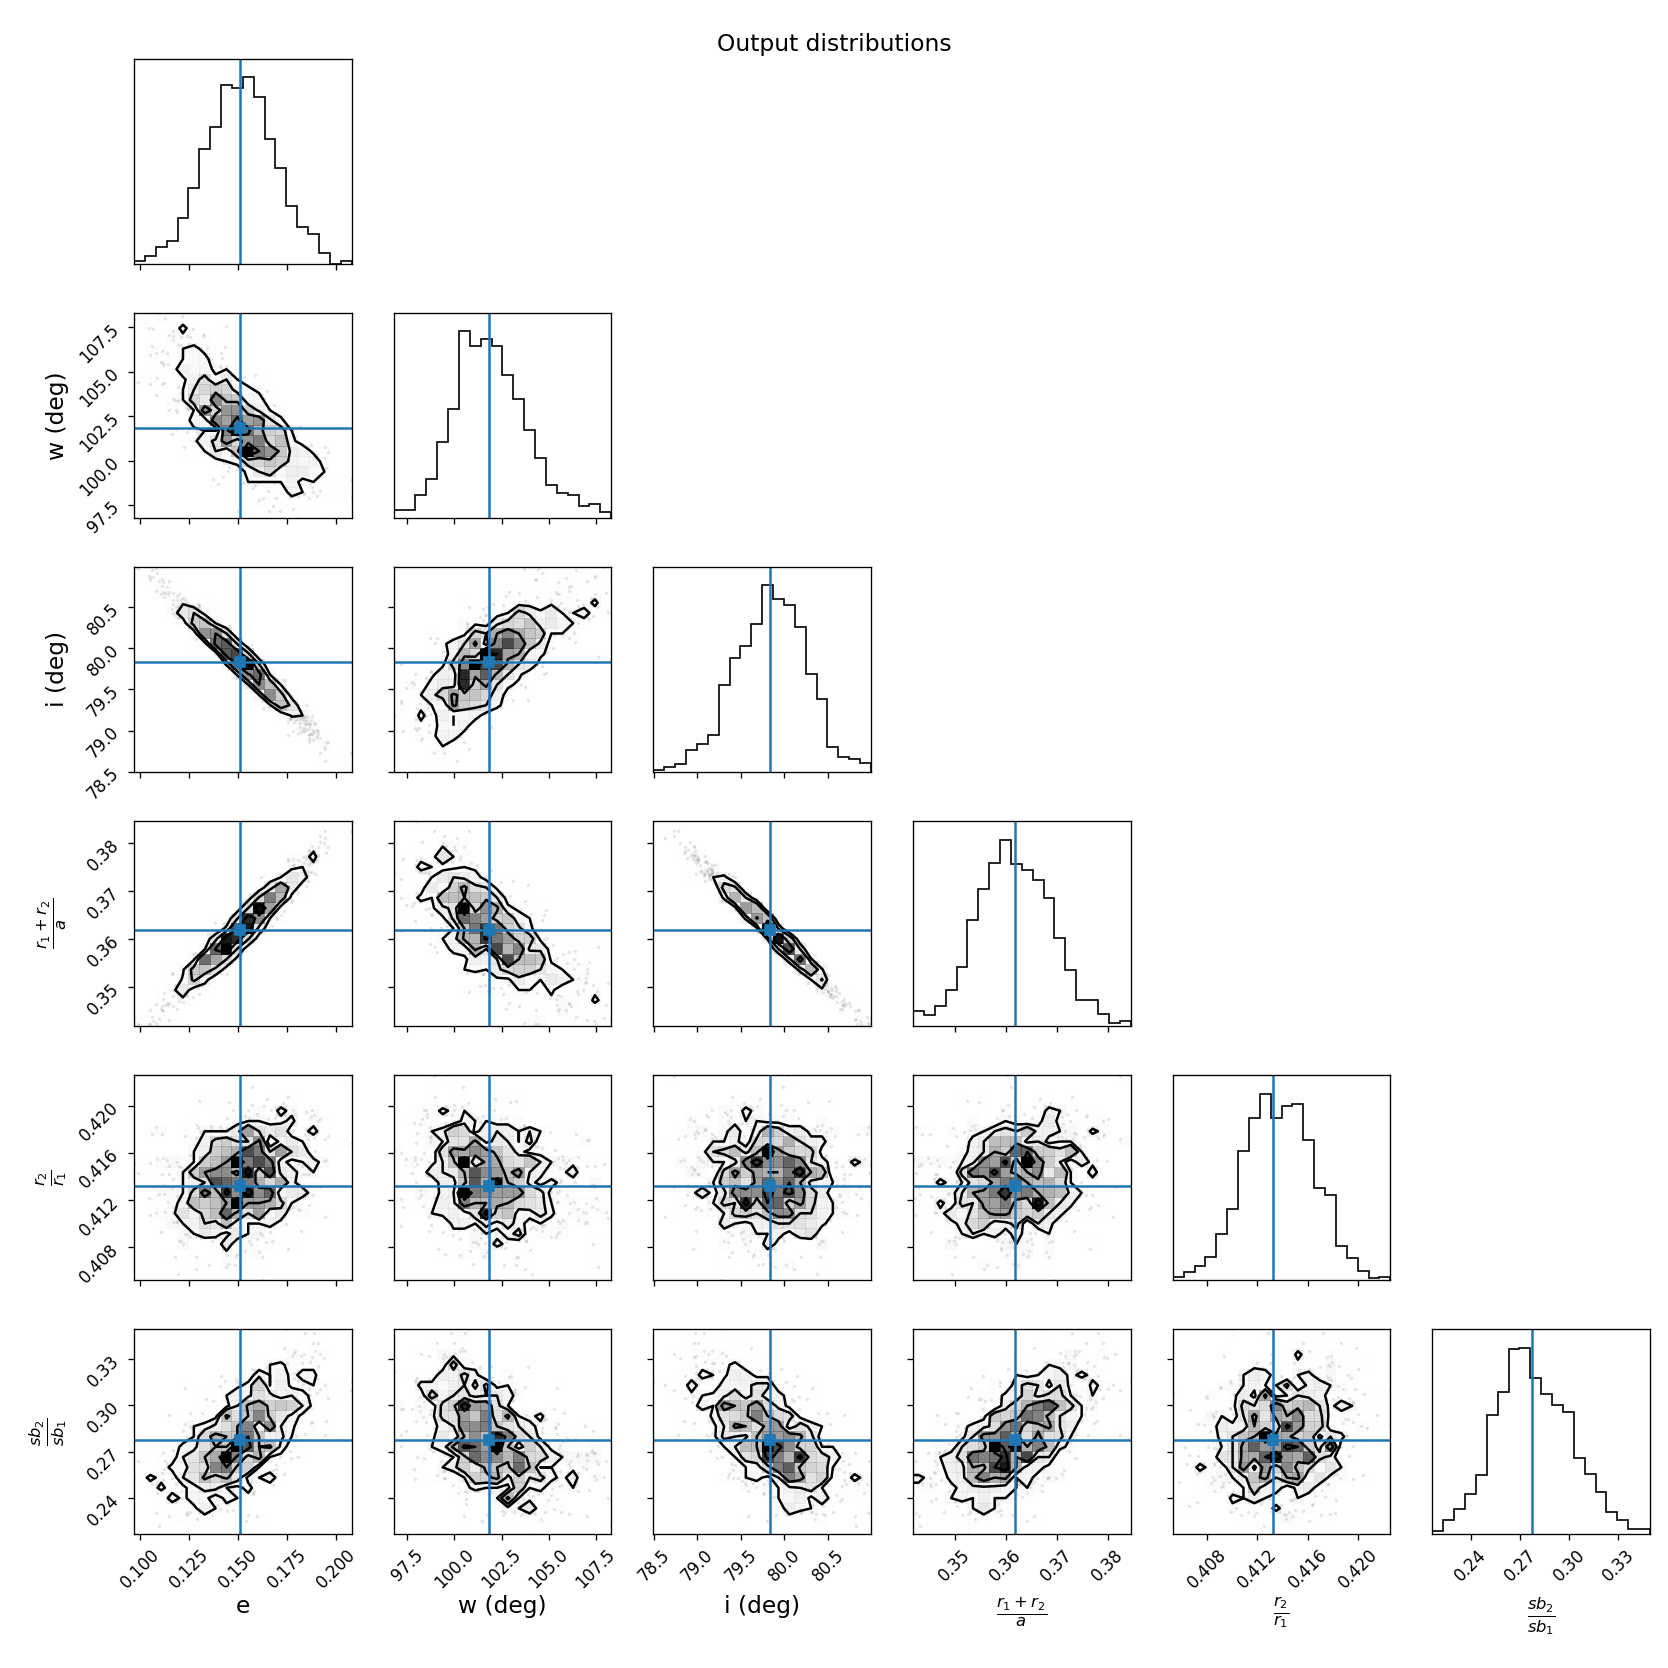 Output distributions
107.5
105.0
102.5
100.0
97.5
w (deg)
80.5
80.0
79.5
79.0
78.5
i (deg)
0.38
0.37
0.36
0.35
r₁ + r₂
a
0.420
0.416
0.412
0.408
r₂
r₁
0.33
0.30
0.27
0.24
sb₂
sb₁
0.100 0.125 0.150 0.175 0.200
e
97.5 100.0 102.5 105.0 107.5
w (deg)
78.5 79.0 79.5 80.0 80.5
i (deg)
0.35 0.36 0.37 0.38
r₁ + r₂
a
0.408 0.412 0.416 0.420
r₂
r₁
0.24 0.27 0.30 0.33
sb₂
sb₁